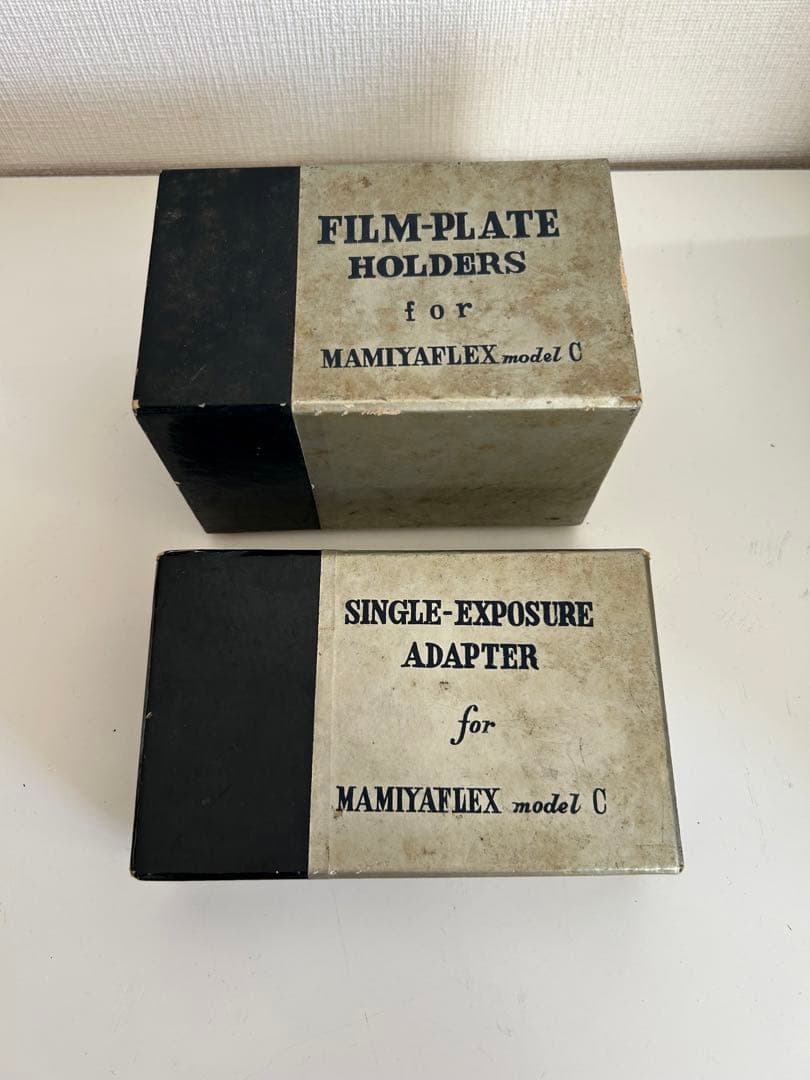 FILM-PLATE
HOLDERS
for
MAMIYAFLEX model C
SINGLE-EXPOSURE
ADAPTER
for
MAMIYAFLEX model C